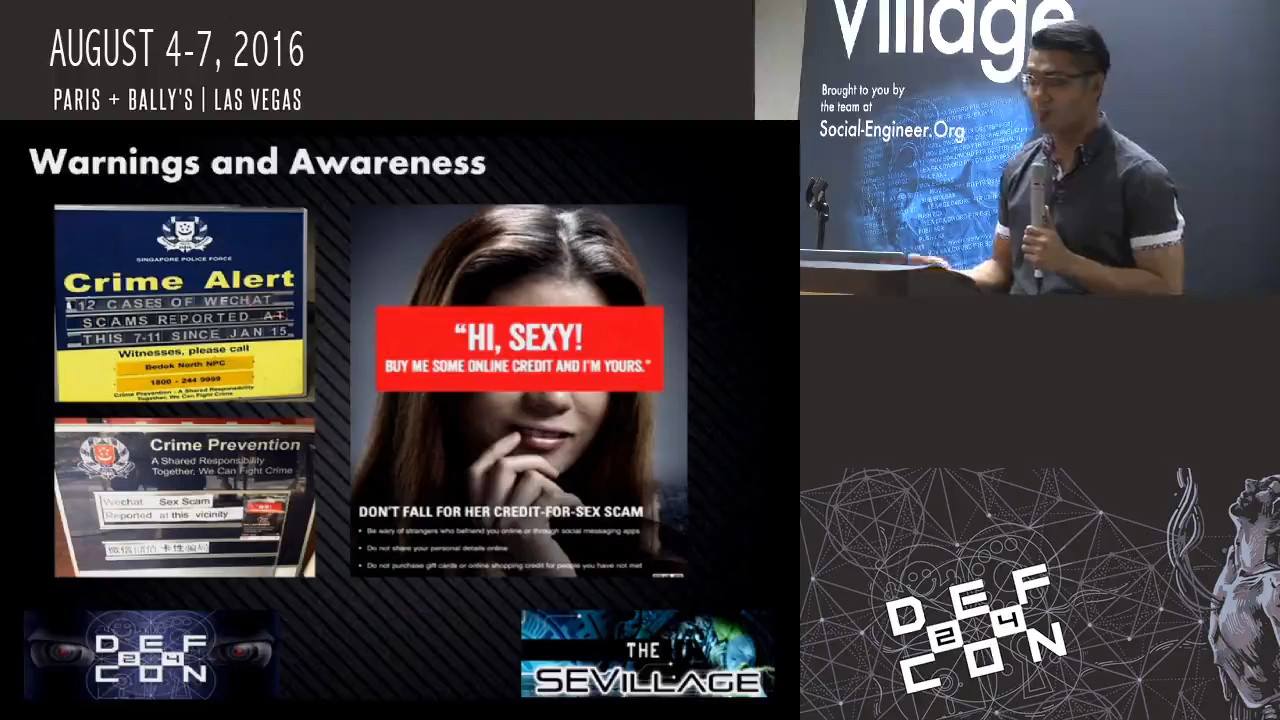 AUGUST 4-7, 2016
PARIS + BALLY'S | LAS VEGAS
Village
Brought to you by
the team at
Social-Engineer.Org
Warnings and Awareness
SINGAPORE POLICE FORCE
Crime Alert
12 CASES OF WECHAT
SCAMS REPORTED AT
THIS 7-11 SINCE JAN 15
Witnesses, please call
Bedok North NPC
1800 - 244 9999
Crime Prevention - A Shared Responsibility
Together, We Can Fight Crime
Crime Prevention
A Shared Responsibility
Together, We Can Fight Crime
Wechat Sex Scam
Reported at this vicinity
"HI, SEXY!
BUY ME SOME ONLINE CREDIT AND I'M YOURS."
DON'T FALL FOR HER CREDIT-FOR-SEX SCAM
• Be wary of strangers who befriend you online or through social messaging apps
• Do not share your personal details online
• Do not purchase gift cards or online shopping credit for people you have not met
DEF
24
CON
THE
SEVILLAGE
DEF
24
CON